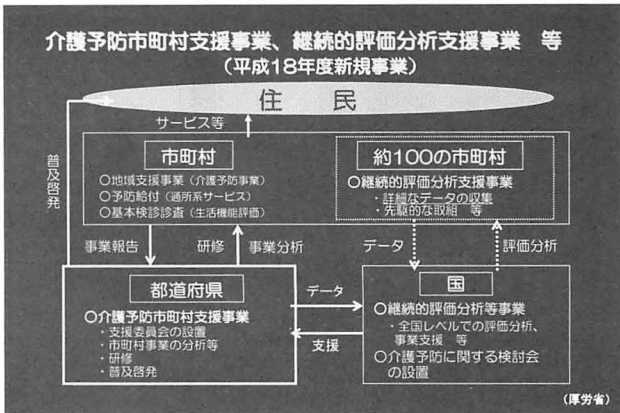 介護予防市町村支援事業、継続的評価分析支援事業　等
（平成18年度新規事業）
住　民
サービス等
普及啓発
市町村
○地域支援事業（介護予防事業）
○予防給付（通所系サービス）
○基本検診診査（生活機能評価）
約100の市町村
○継続的評価分析支援事業
・詳細なデータの収集
・先駆的な取組　等
事業報告
研修
事業分析
データ
評価分析
都道府県
○介護予防市町村支援事業
・支援委員会の設置
・市町村事業の分析等
・研修
・普及啓発
データ
支援
国
○継続的評価分析等事業
・全国レベルでの評価分析、
事業支援　等
○介護予防に関する検討会
の設置
（厚労省）